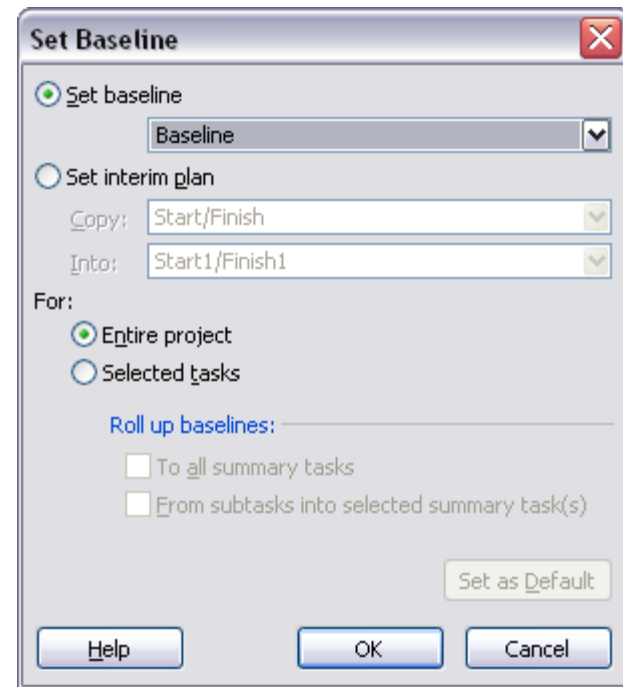 Set Baseline
Set baseline
Baseline
Set interim plan
Copy: Start/Finish
Into: Start1/Finish1
For:
Entire project
Selected tasks
Roll up baselines:
To all summary tasks
From subtasks into selected summary task(s)
Set as Default
Help OK Cancel